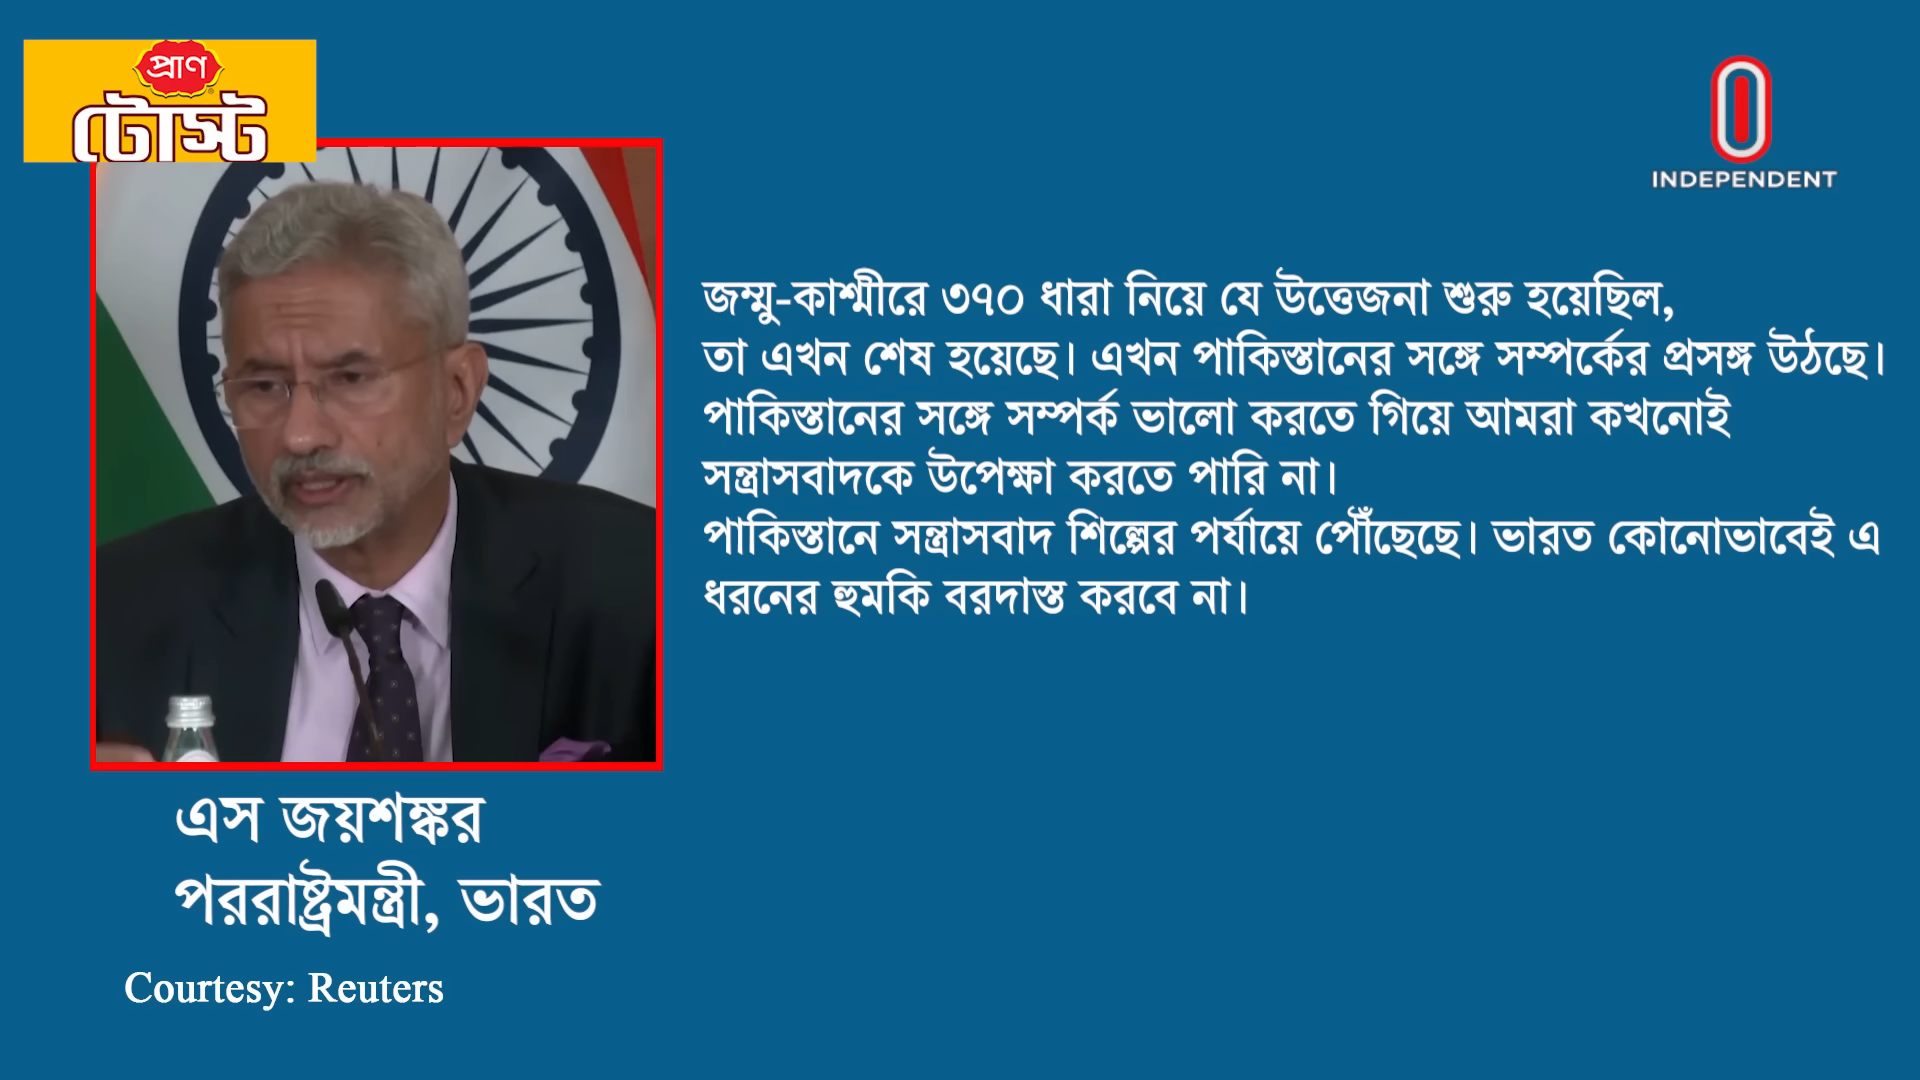 প্রাণ
টোস্ট
INDEPENDENT
জম্মু-কাশ্মীরে ৩৭০ ধারা নিয়ে যে উত্তেজনা শুরু হয়েছিল,
তা এখন শেষ হয়েছে। এখন পাকিস্তানের সঙ্গে সম্পর্কের প্রসঙ্গ উঠছে।
পাকিস্তানের সঙ্গে সম্পর্ক ভালো করতে গিয়ে আমরা কখনোই
সন্ত্রাসবাদকে উপেক্ষা করতে পারি না।
পাকিস্তানে সন্ত্রাসবাদ শিল্পের পর্যায়ে পৌঁছেছে। ভারত কোনোভাবেই এ
ধরনের হুমকি বরদাস্ত করবে না।
এস জয়শঙ্কর
পররাষ্ট্রমন্ত্রী, ভারত
Courtesy: Reuters